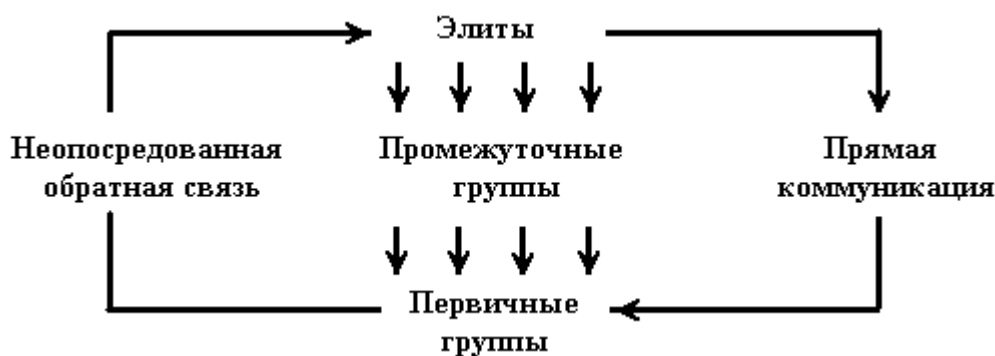 Элиты
Неопосредованная
обратная связь
Промежуточные
группы
Прямая
коммуникация
Первичные
группы